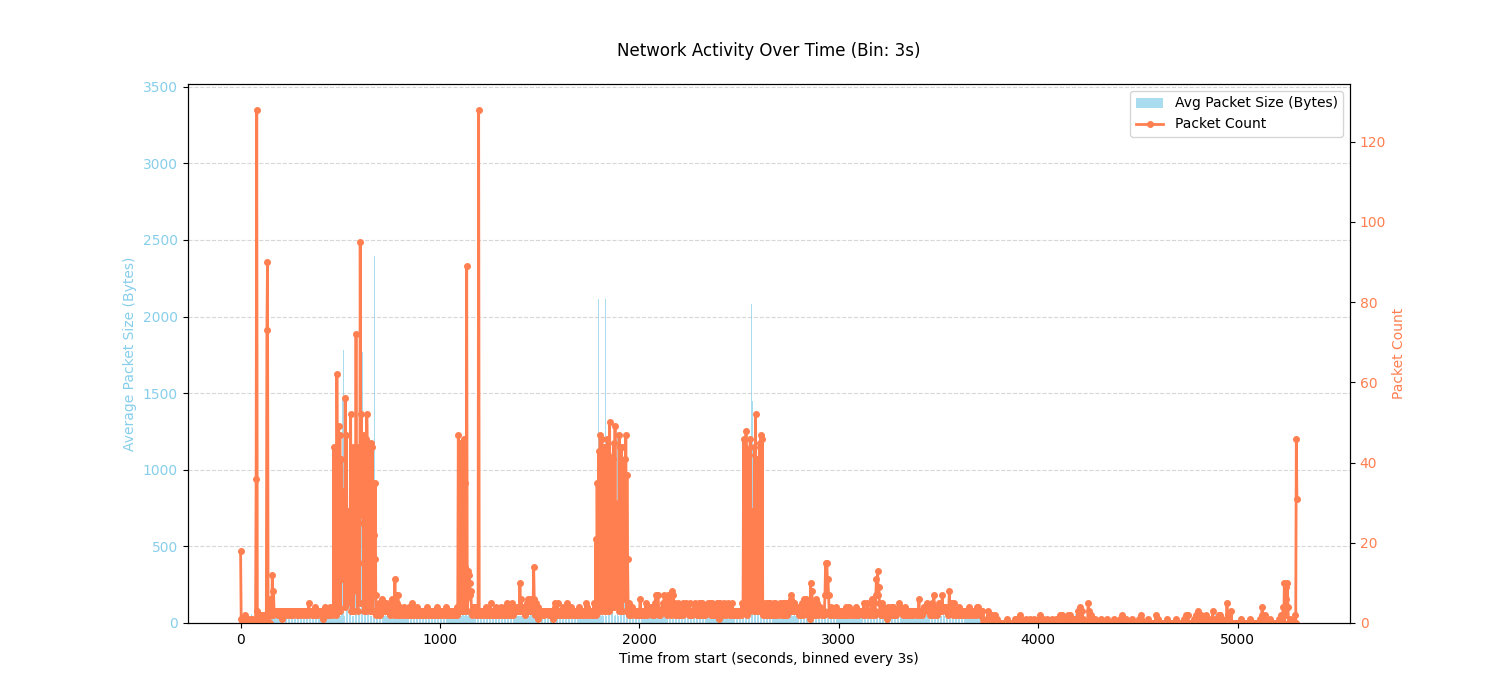 Network Activity Over Time (Bin: 3s)
Avg Packet Size (Bytes)
Packet Count
3500
3000
2500
2000
1500
1000
500
0
Average Packet Size (Bytes)
120
100
80
60
40
20
0
Packet Count
0 1000 2000 3000 4000 5000
Time from start (seconds, binned every 3s)